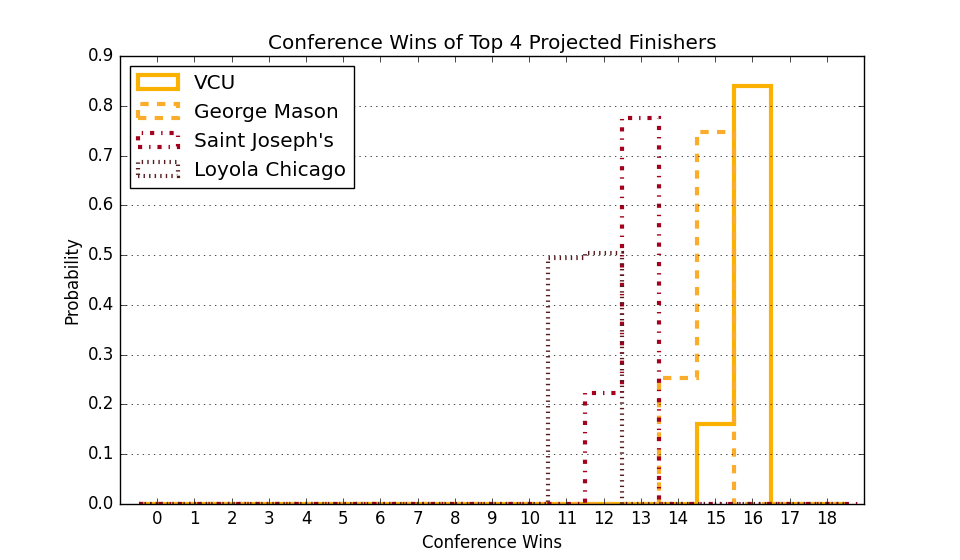 Conference Wins of Top 4 Projected Finishers
VCU
George Mason
Saint Joseph's
Loyola Chicago
Probability
0.9
0.8
0.7
0.6
0.5
0.4
0.3
0.2
0.1
0.0
0 1 2 3 4 5 6 7 8 9 10 11 12 13 14 15 16 17 18
Conference Wins